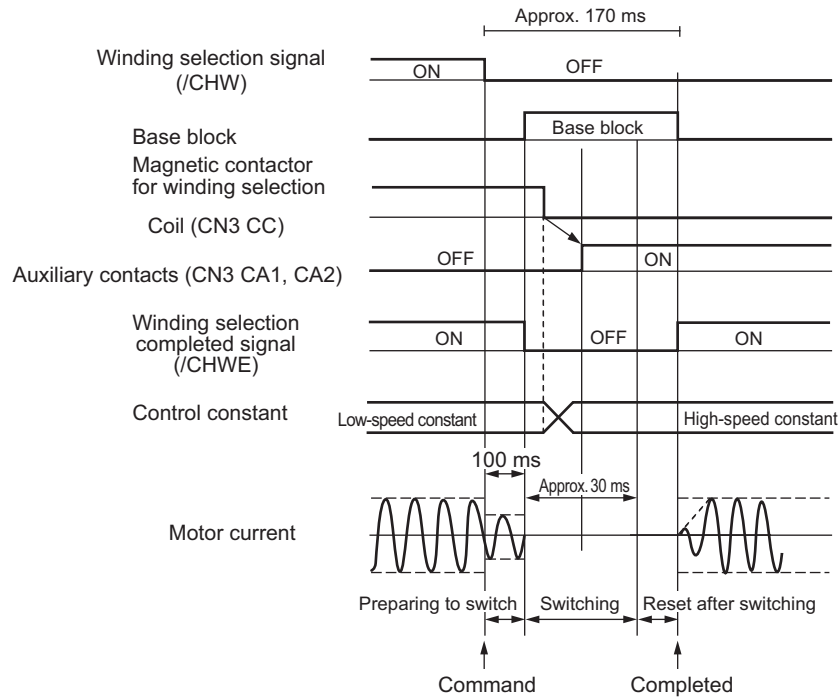 Approx. 170 ms
Winding selection signal
(/CHW)
ON
OFF
Base block
Base block
Magnetic contactor
for winding selection
Coil (CN3 CC)
Auxiliary contacts (CN3 CA1, CA2)
OFF
ON
Winding selection
completed signal
(/CHWE)
ON
OFF
ON
Control constant
Low-speed constant
High-speed constant
100 ms
Approx. 30 ms
Motor current
Preparing to switch
Switching
Reset after switching
Command
Completed